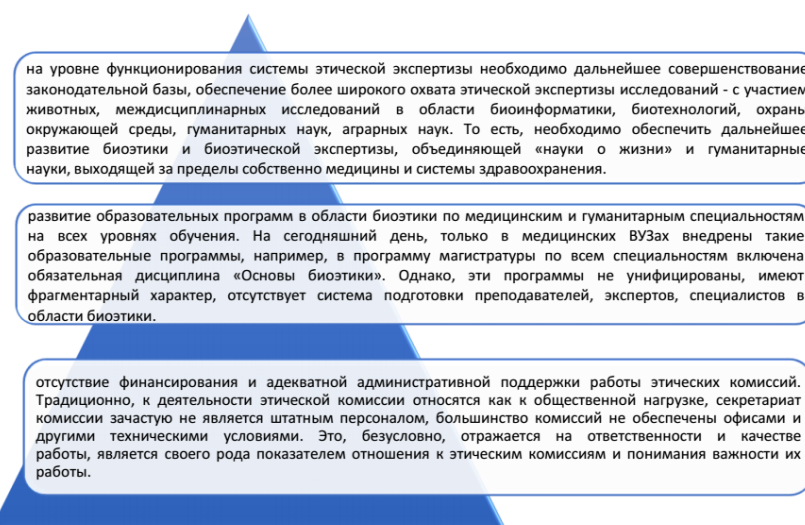 на уровне функционирования системы этической экспертизы необходимо дальнейшее совершенствование
законодательной базы, обеспечение более широкого охвата этической экспертизы исследований - с участием
животных, междисциплинарных исследований в области биоинформатики, биотехнологий, охраны
окружающей среды, гуманитарных наук, аграрных наук. То есть, необходимо обеспечить дальнейшее
развитие биоэтики и биоэтической экспертизы, объединяющей «науки о жизни» и гуманитарные
науки, выходящей за пределы собственно медицины и системы здравоохранения.
развитие образовательных программ в области биоэтики по медицинским и гуманитарным специальностям
на всех уровнях обучения. На сегодняшний день, только в медицинских ВУЗах внедрены такие
образовательные программы, например, в программу магистратуры по всем специальностям включена
обязательная дисциплина «Основы биоэтики». Однако, эти программы не унифицированы, имеют
фрагментарный характер, отсутствует система подготовки преподавателей, экспертов, специалистов в
области биоэтики.
отсутствие финансирования и адекватной административной поддержки работы этических комиссий.
Традиционно, к деятельности этической комиссии относятся как к общественной нагрузке, секретариат
комиссии зачастую не является штатным персоналом, большинство комиссий не обеспечены офисами и
другими техническими условиями. Это, безусловно, отражается на ответственности и качестве
работы, является своего рода показателем отношения к этическим комиссиям и понимания важности их
работы.